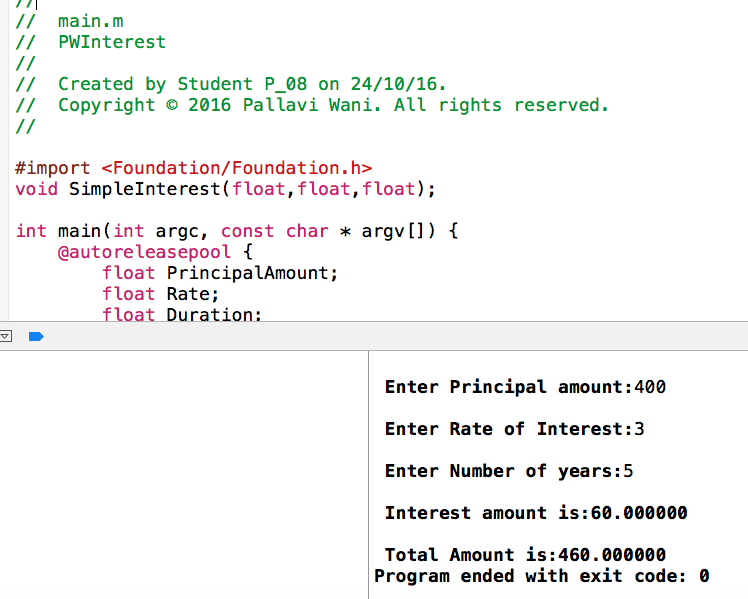 //
//  main.m
//  PWInterest
//
//  Created by Student P_08 on 24/10/16.
//  Copyright © 2016 Pallavi Wani. All rights reserved.
//
#import <Foundation/Foundation.h>
void SimpleInterest(float,float,float);
int main(int argc, const char * argv[]) {
    @autoreleasepool {
        float PrincipalAmount;
        float Rate;
        float Duration;
Enter Principal amount:400
Enter Rate of Interest:3
Enter Number of years:5
Interest amount is:60.000000
Total Amount is:460.000000
Program ended with exit code: 0